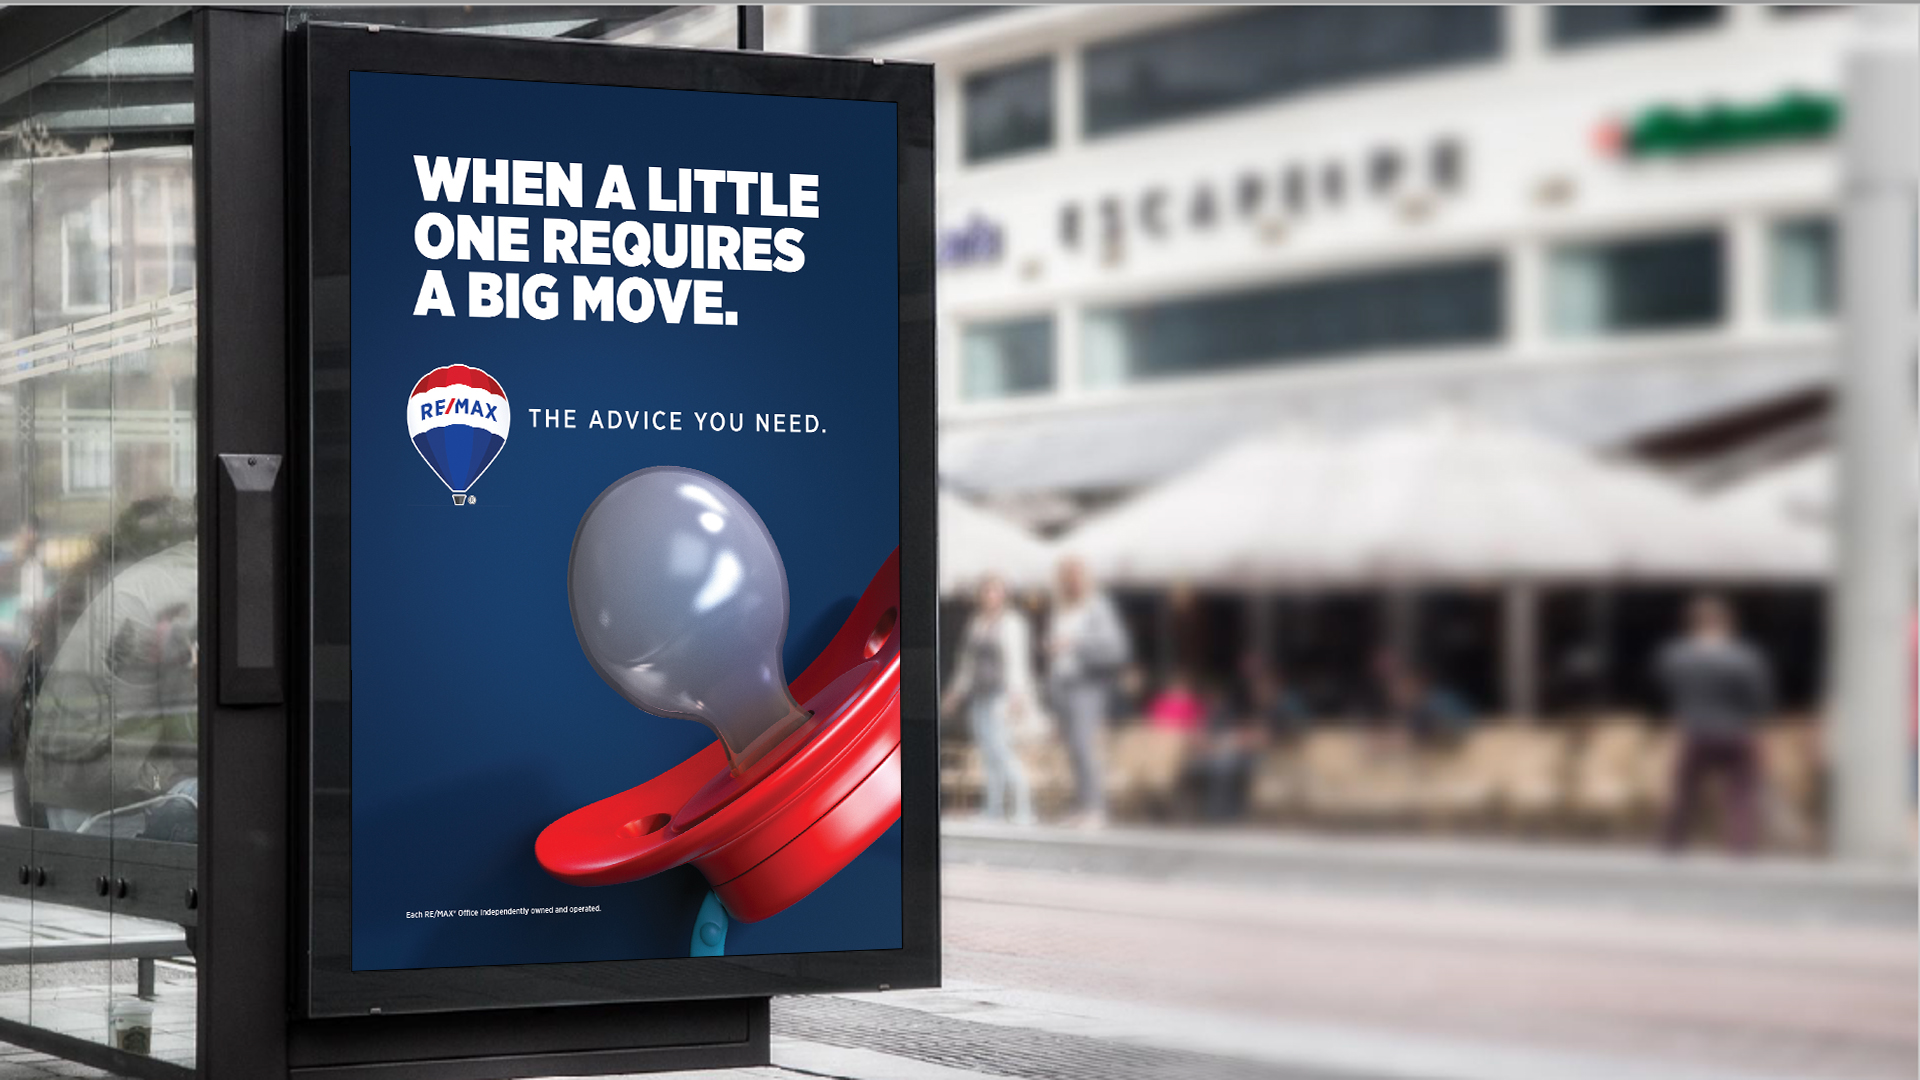 WHEN A LITTLE
ONE REQUIRES
A BIG MOVE.
RE/MAX
®
THE ADVICE YOU NEED.
Each RE/MAX® Office Independently owned and operated.
ESCAPE